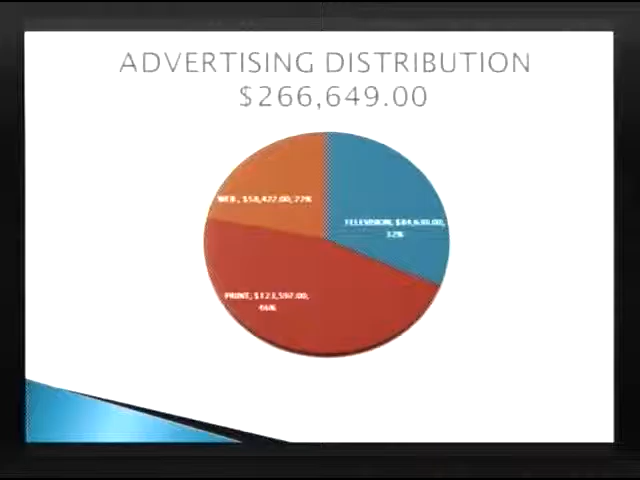 ADVERTISING DISTRIBUTION
$266,649.00
WEB, $58,422.00, 22%
TELEVISION, $84,630.00,
32%
PRINT, $123,597.00,
46%